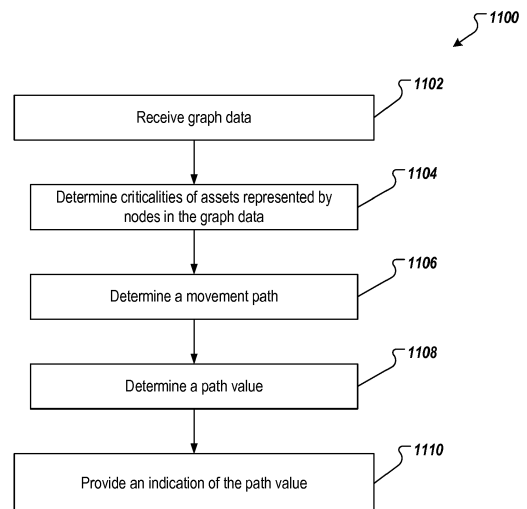 1100
1102
Receive graph data
1104
Determine criticalities of assets represented by
nodes in the graph data
1106
Determine a movement path
1108
Determine a path value
1110
Provide an indication of the path value